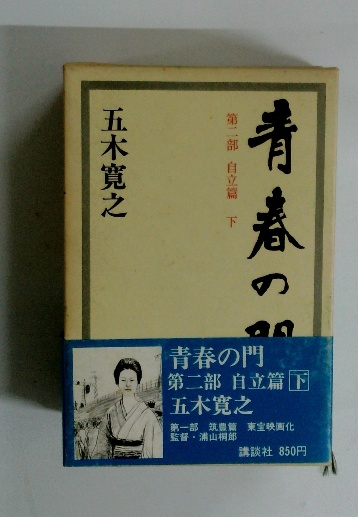 青春の門
第二部 自立篇 下
五木寛之
青春の門
第二部 自立篇 下
五木寛之
第一部 筑豊篇 東宝映画化
監督・浦山桐郎
講談社 850円